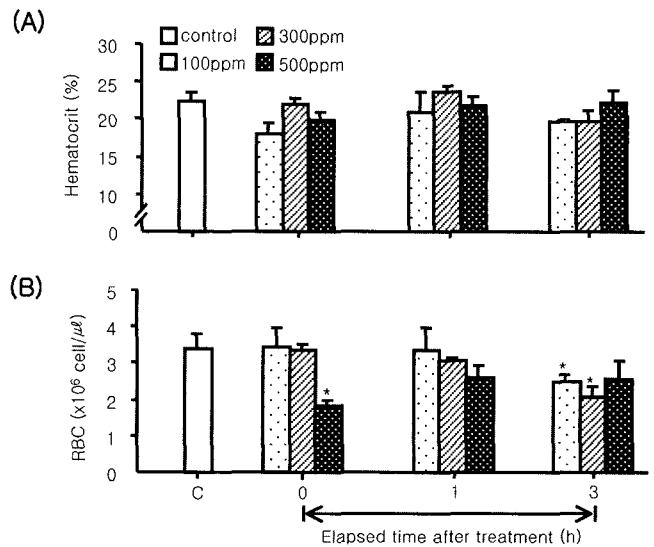 (A)
control 300ppm
100ppm 500ppm
Hematocrit (%)
30
25
20
15
10
0
(B)
RBC (x10⁶ cell/㎕)
5
4
3
2
1
0
* * *
C 0 1 3
Elapsed time after treatment (h)